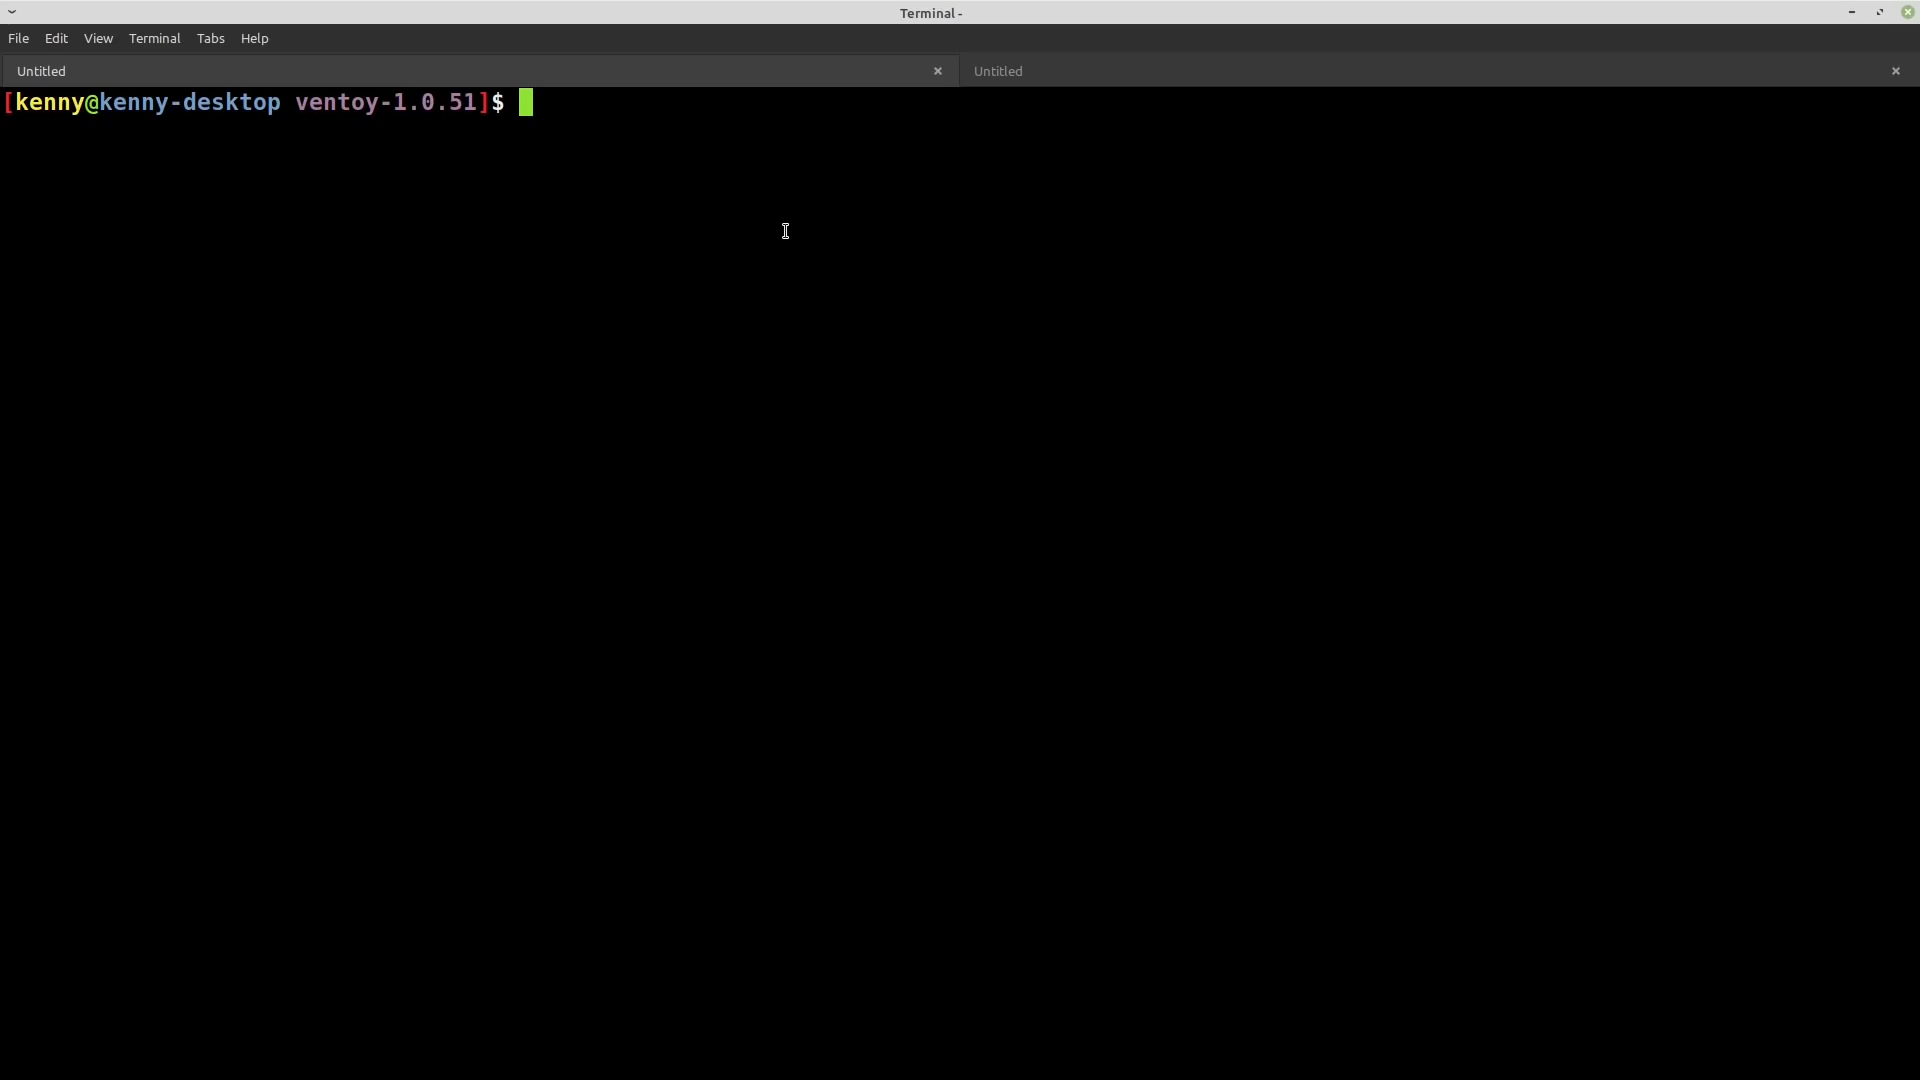 Terminal -
File Edit View Terminal Tabs Help
Untitled Untitled
[kenny@kenny-desktop ventoy-1.0.51]$